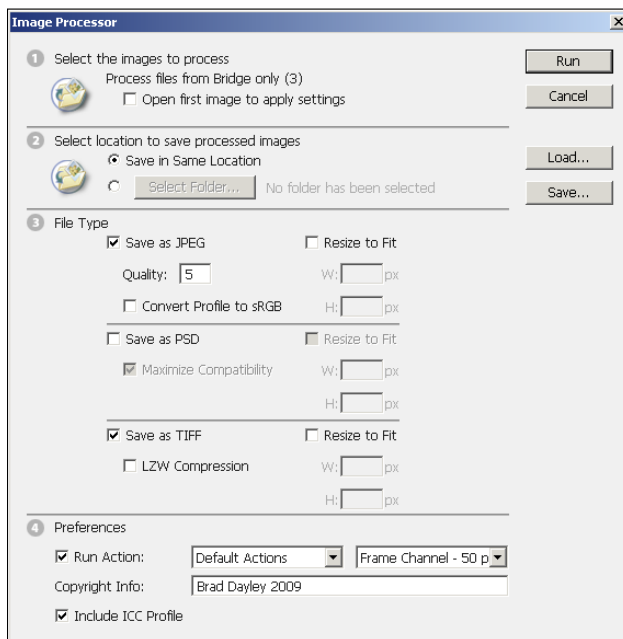 Image Processor
1 Select the images to process
Process files from Bridge only (3)
Open first image to apply settings
Run
Cancel
2 Select location to save processed images
Save in Same Location
Select Folder... No folder has been selected
Load...
Save...
3 File Type
Save as JPEG Resize to Fit
Quality: 5 W: px
Convert Profile to sRGB H: px
Save as PSD Resize to Fit
Maximize Compatibility W: px
H: px
Save as TIFF Resize to Fit
LZW Compression W: px
H: px
4 Preferences
Run Action: Default Actions Frame Channel - 50 p
Copyright Info: Brad Dayley 2009
Include ICC Profile